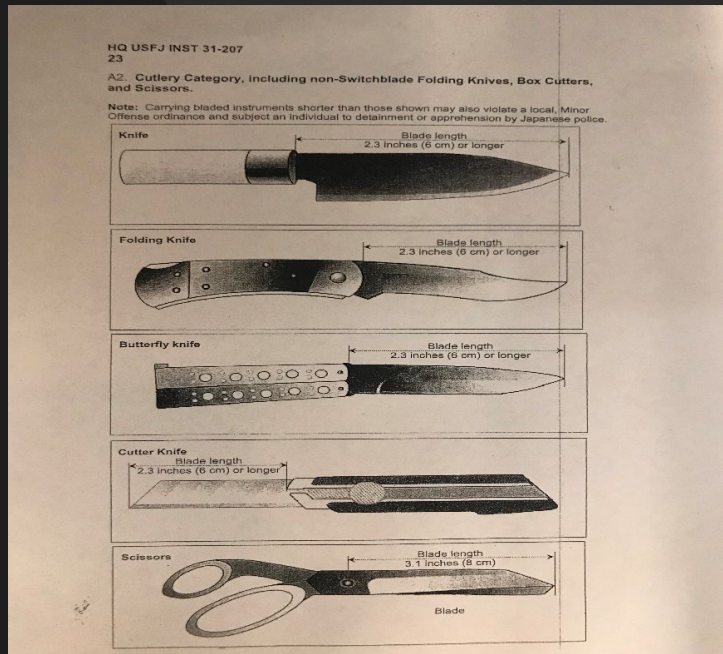 HQ USFJ INST 31-207
23
A2. Cutlery Category, including non-Switchblade Folding Knives, Box Cutters,
and Scissors.
Note: Carrying bladed instruments shorter than those shown may also violate a local, Minor
Offense ordinance and subject an individual to detainment or apprehension by Japanese police.
Knife
Blade length
2.3 inches (6 cm) or longer
Folding Knife
Blade length
2.3 inches (6 cm) or longer
Butterfly knife
Blade length
2.3 inches (6 cm) or longer
Cutter Knife
Blade length
2.3 inches (6 cm) or longer
Scissors
Blade length
3.1 inches (8 cm)
Blade